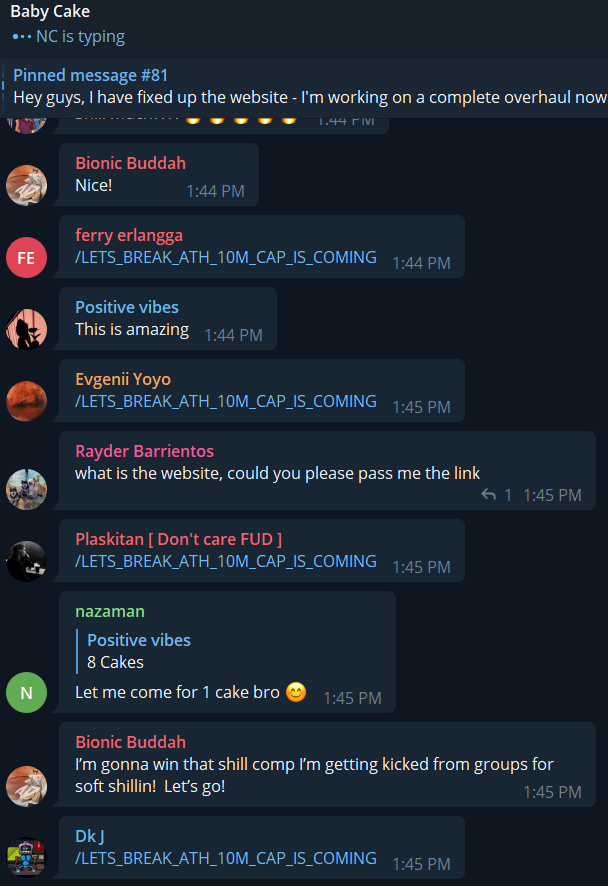 Baby Cake
NC is typing
Pinned message #81
Hey guys, I have fixed up the website - I'm working on a complete overhaul now
1:44 PM
Bionic Buddah
Nice!
1:44 PM
FE
ferry erlangga
/LETS_BREAK_ATH_10M_CAP_IS_COMING
1:44 PM
Positive vibes
This is amazing
1:44 PM
Evgenii Yoyo
/LETS_BREAK_ATH_10M_CAP_IS_COMING
1:45 PM
Rayder Barrientos
what is the website, could you please pass me the link
1 1:45 PM
Plaskitan [ Don't care FUD ]
/LETS_BREAK_ATH_10M_CAP_IS_COMING
1:45 PM
nazaman
Positive vibes
8 Cakes
N
Let me come for 1 cake bro 😊
1:45 PM
Bionic Buddah
I’m gonna win that shill comp I’m getting kicked from groups for
soft shillin!  Let’s go!
1:45 PM
Dk J
/LETS_BREAK_ATH_10M_CAP_IS_COMING
1:45 PM